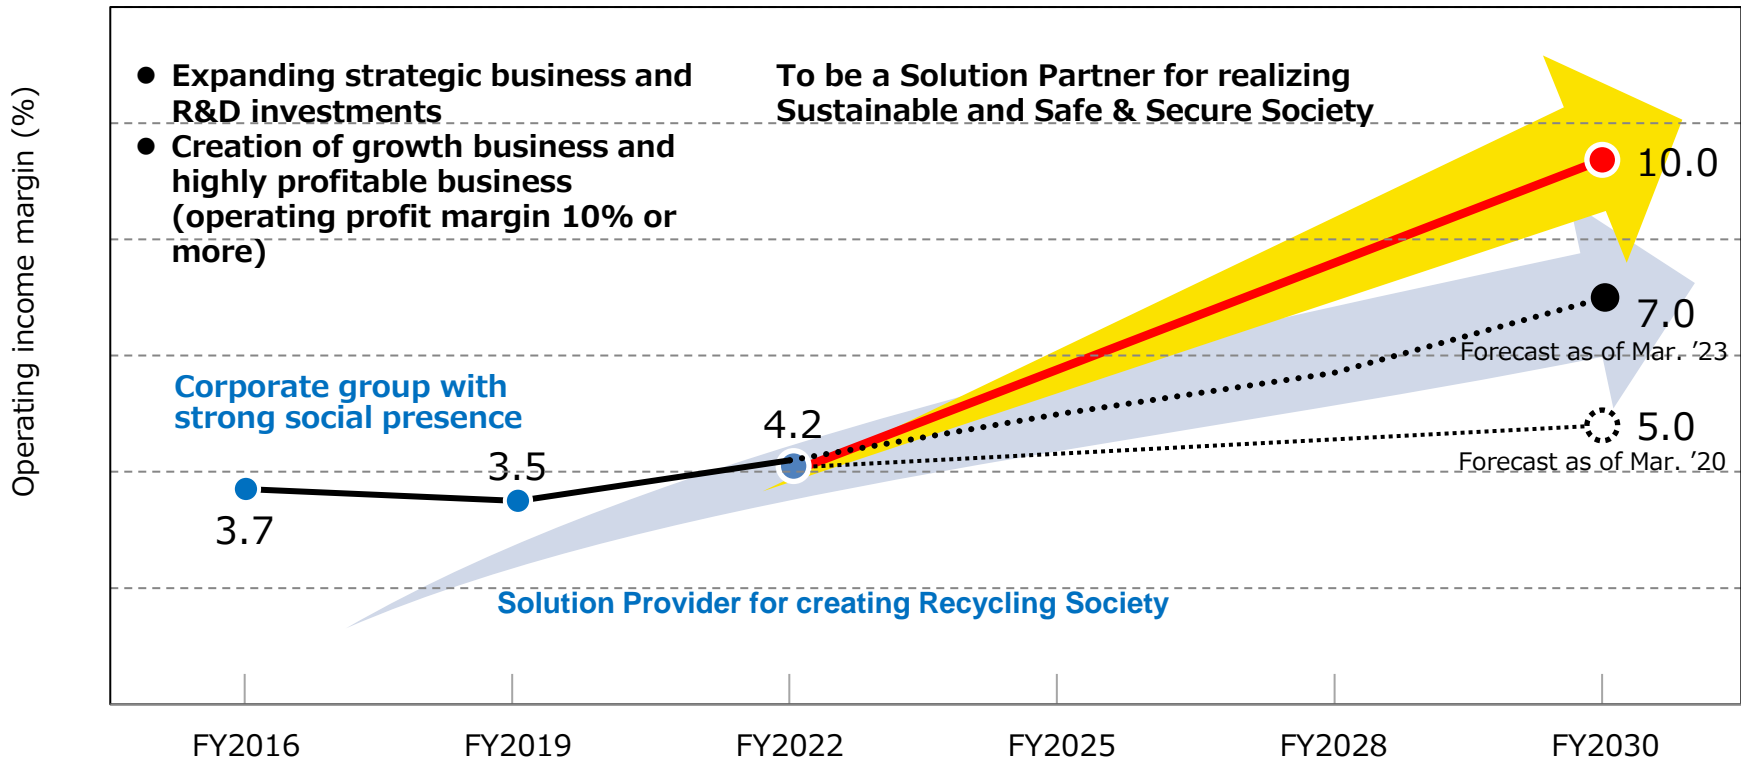 Operating income margin (%)
● Expanding strategic business and
R&D investments
● Creation of growth business and
highly profitable business
(operating profit margin 10% or
more)
To be a Solution Partner for realizing
Sustainable and Safe & Secure Society
10.0
7.0
Forecast as of Mar. ’23
Corporate group with
strong social presence
4.2
5.0
Forecast as of Mar. ’20
3.5
3.7
Solution Provider for creating Recycling Society
FY2016
FY2019
FY2022
FY2025
FY2028
FY2030